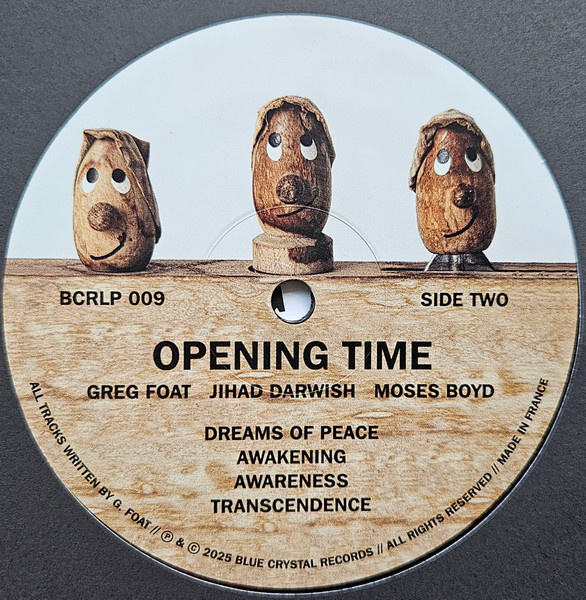 BCRLP 009
SIDE TWO
OPENING TIME
GREG FOAT JIHAD DARWISH MOSES BOYD
DREAMS OF PEACE
AWAKENING
AWARENESS
TRANSCENDENCE
ALL TRACKS WRITTEN BY G. FOAT // ℗ & © 2025 BLUE CRYSTAL RECORDS // ALL RIGHTS RESERVED // MADE IN FRANCE